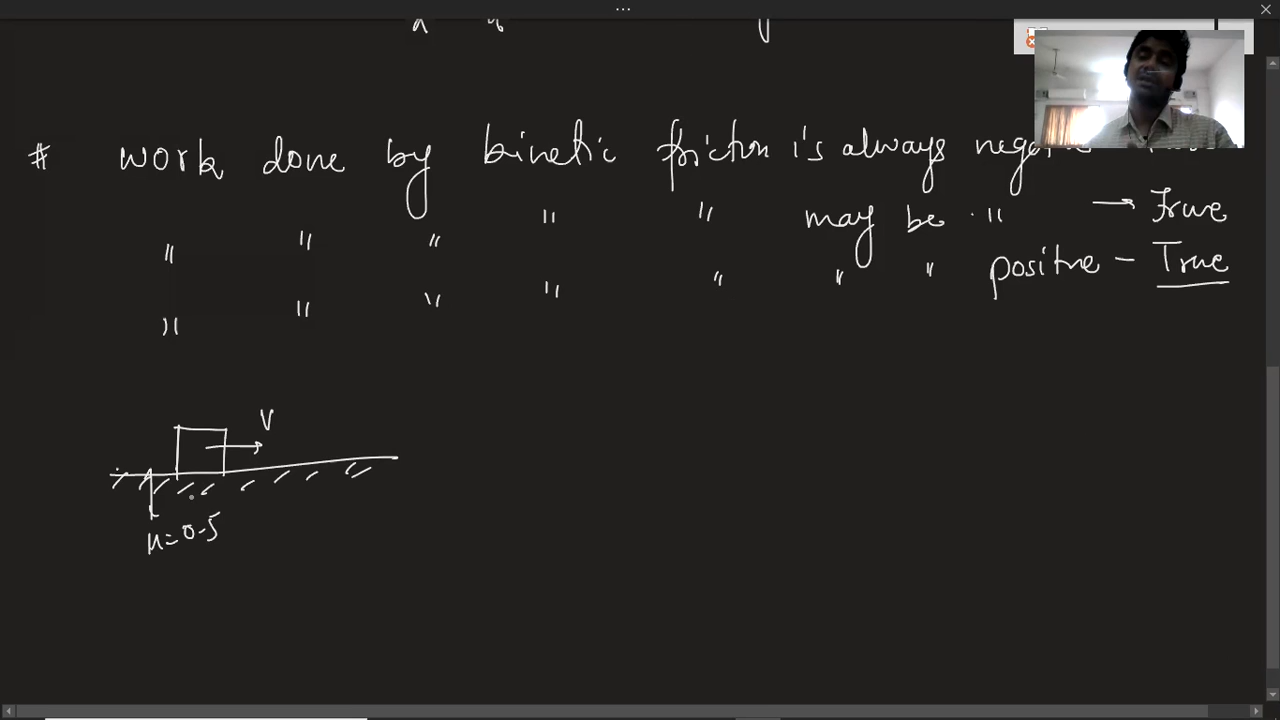 # work done by kinetic friction is always
" " " " " may be " → True
" " " " " " " positive - True
V
μ=0.5